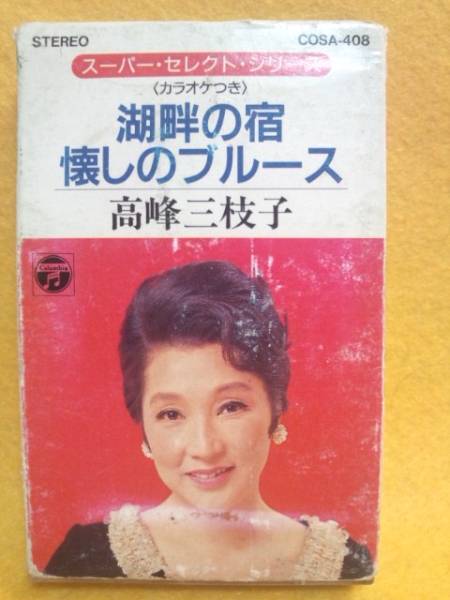 STEREO COSA-408
スーパー・セレクト・シリーズ
〈カラオケつき〉
湖畔の宿
懐しのブルース
高峰三枝子
Columbia